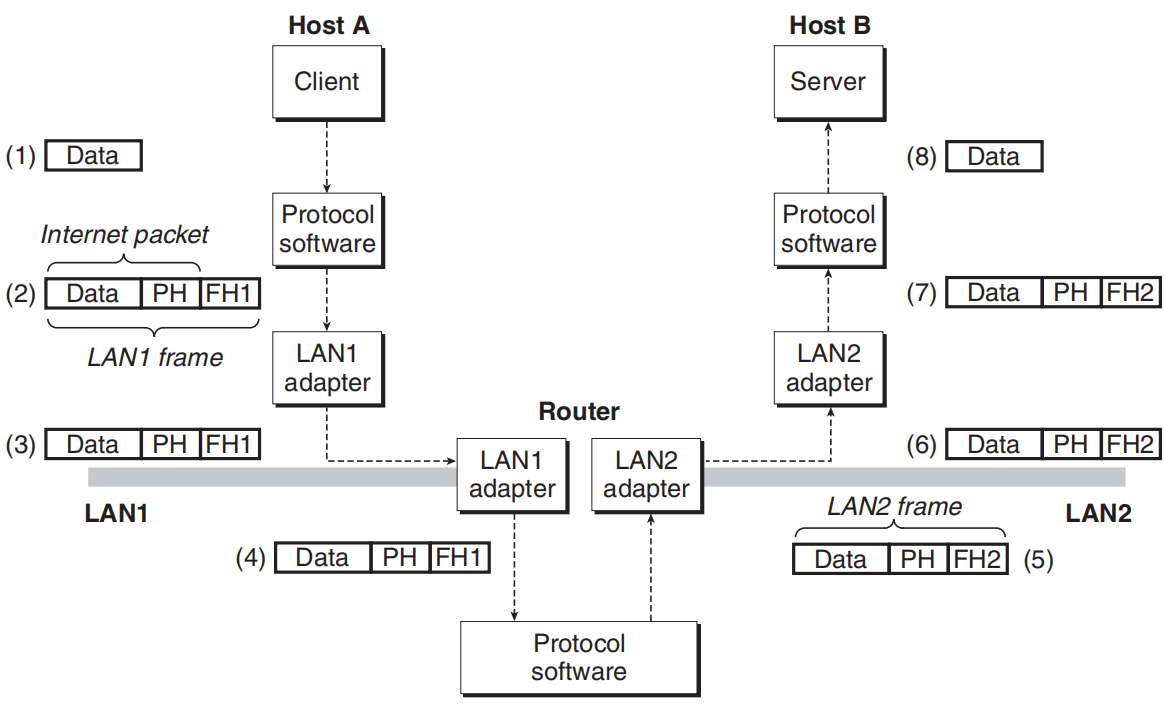 Host A
Host B
Client
Server
(1) Data
(8) Data
Protocol
software
Protocol
software
Internet packet
(2) Data PH FH1
(7) Data PH FH2
LAN1 frame
LAN1
adapter
LAN2
adapter
Router
(3) Data PH FH1
(6) Data PH FH2
LAN1
adapter
LAN2
adapter
LAN1
LAN2 frame
LAN2
(4) Data PH FH1
Data PH FH2 (5)
Protocol
software